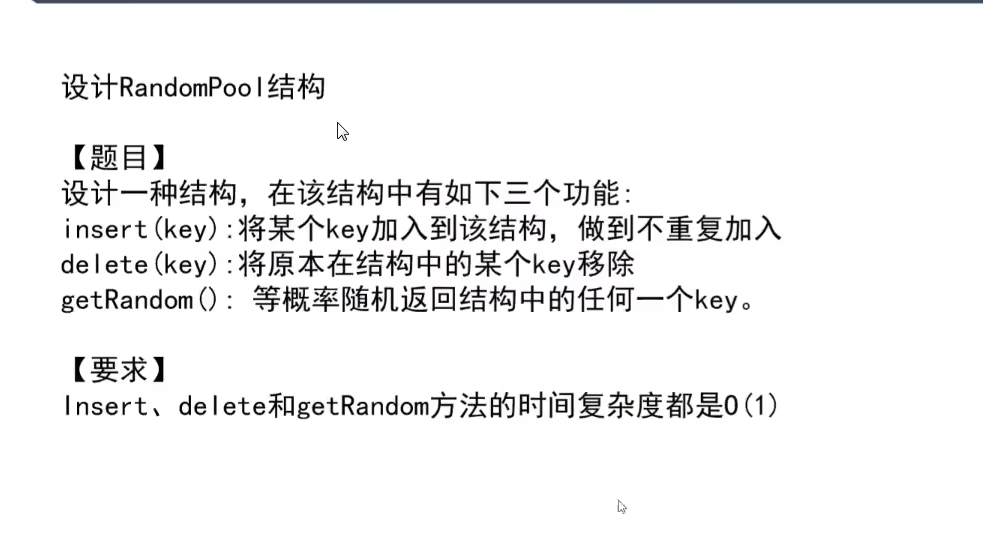 设计RandomPool结构
【题目】
设计一种结构，在该结构中有如下三个功能:
insert(key):将某个key加入到该结构，做到不重复加入
delete(key):将原本在结构中的某个key移除
getRandom(): 等概率随机返回结构中的任何一个key。
【要求】
Insert、delete和getRandom方法的时间复杂度都是O(1)